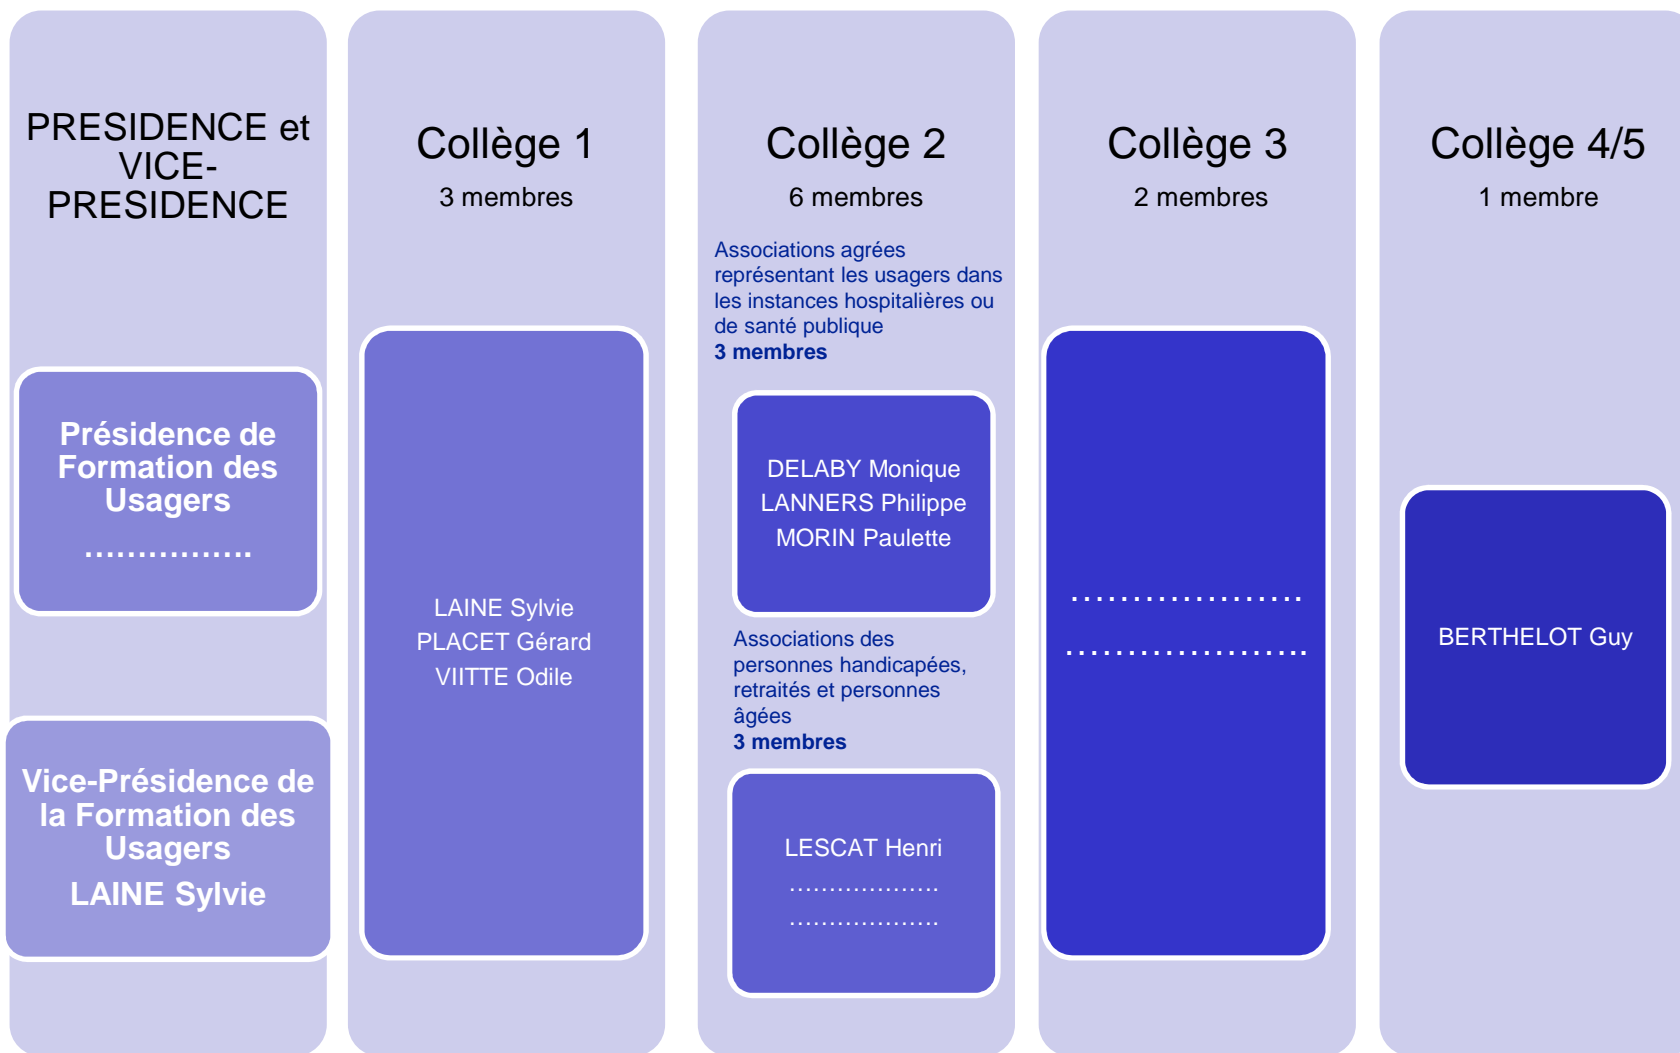 PRESIDENCE et
VICE-
PRESIDENCE
Présidence de
Formation des
Usagers
…………….
Vice-Présidence de
la Formation des
Usagers
LAINE Sylvie
Collège 1
3 membres
LAINE Sylvie
PLACET Gérard
VIITTE Odile
Collège 2
6 membres
Associations agrées
représentant les usagers dans
les instances hospitalières ou
de santé publique
3 membres
DELABY Monique
LANNERS Philippe
MORIN Paulette
Associations des
personnes handicapées,
retraités et personnes
âgées
3 membres
LESCAT Henri
……………….
……………….
Collège 3
2 membres
……………….
………………..
Collège 4/5
1 membre
BERTHELOT Guy